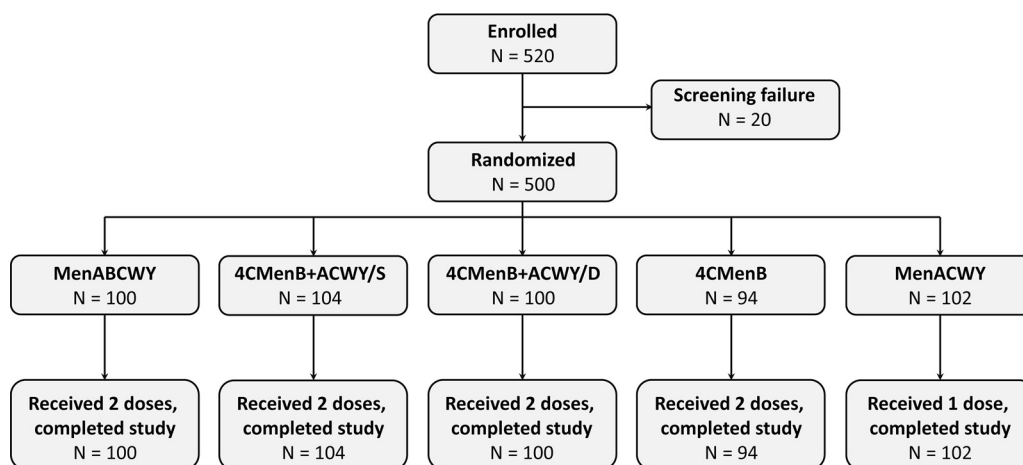 Enrolled
N = 520
Screening failure
N = 20
Randomized
N = 500
MenABCWY
N = 100
4CMenB+ACWY/S
N = 104
4CMenB+ACWY/D
N = 100
4CMenB
N = 94
MenACWY
N = 102
Received 2 doses,
completed study
N = 100
Received 2 doses,
completed study
N = 104
Received 2 doses,
completed study
N = 100
Received 2 doses,
completed study
N = 94
Received 1 dose,
completed study
N = 102